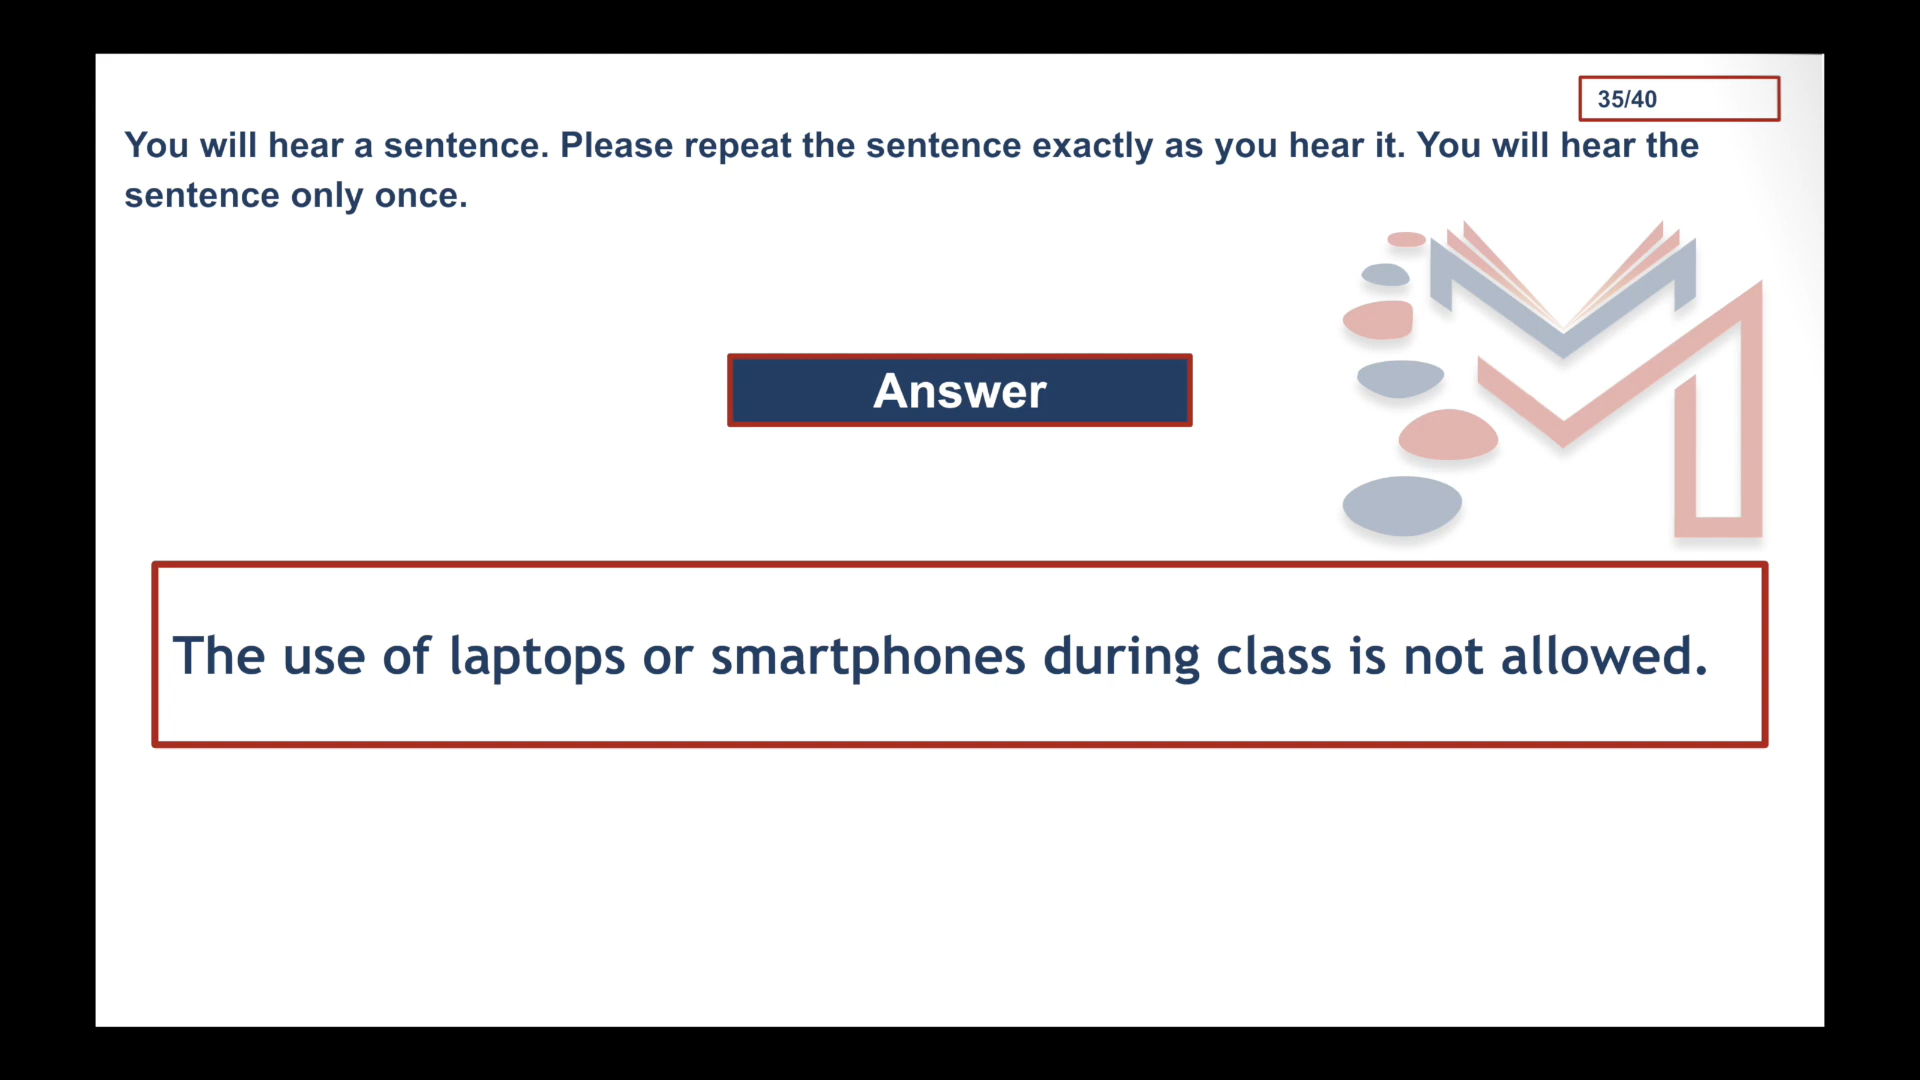 35/40
You will hear a sentence. Please repeat the sentence exactly as you hear it. You will hear the
sentence only once.
Answer
The use of laptops or smartphones during class is not allowed.